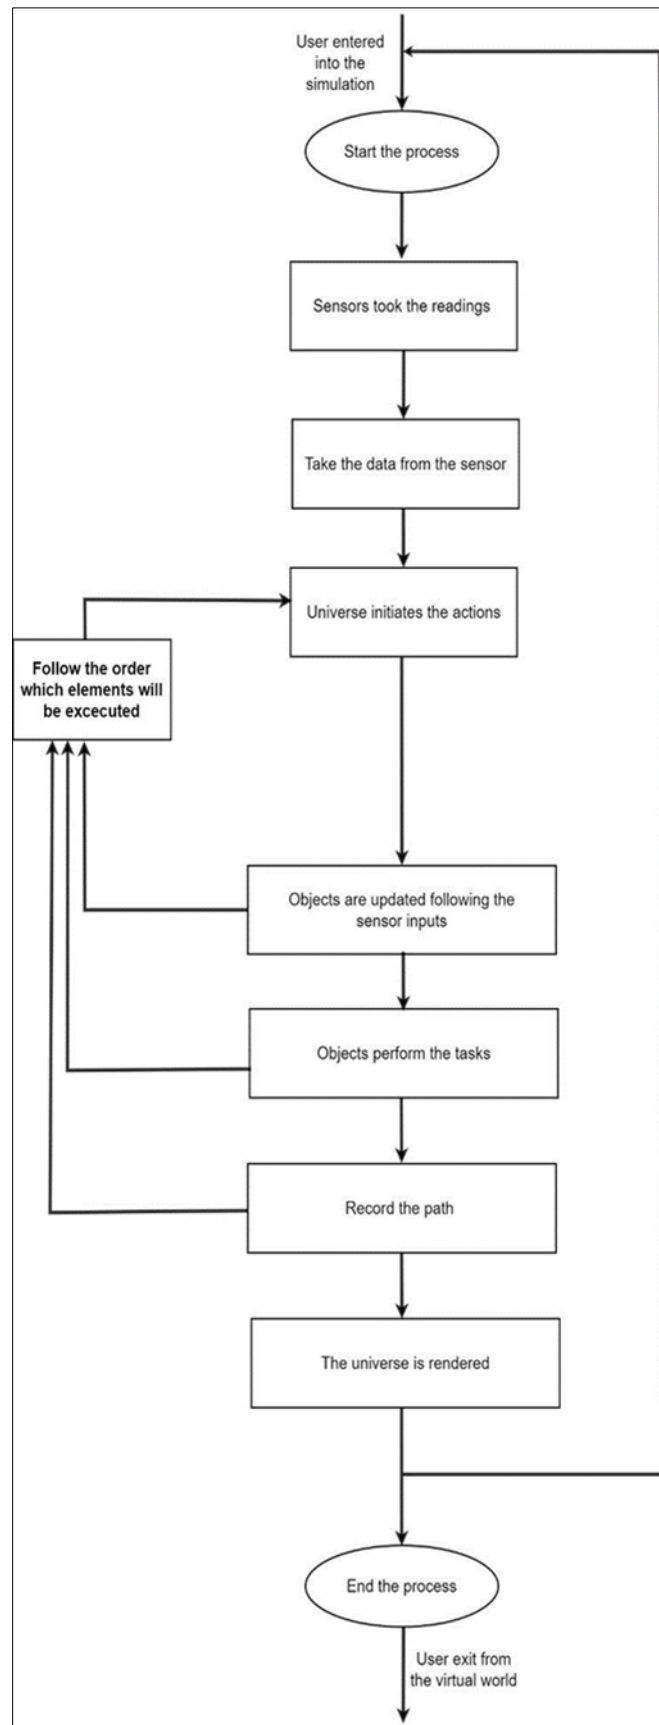 User entered
into the
simulation
Start the process
Sensors took the readings
Take the data from the sensor
Universe initiates the actions
Follow the order
which elements will
be excecuted
Objects are updated following the
sensor inputs
Objects perform the tasks
Record the path
The universe is rendered
End the process
User exit from
the virtual world